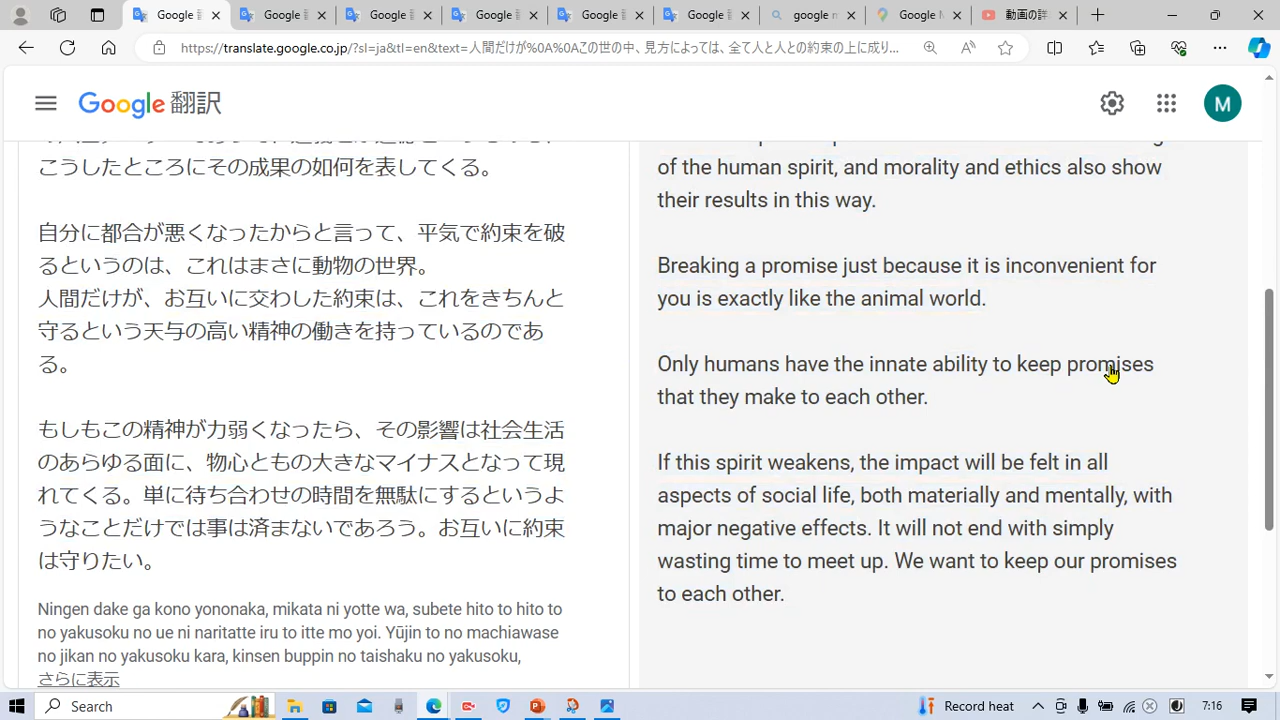 Google E
Google E
Google E
Google E
Google E
Google E
google m
Google M
動画の詳
https://translate.google.co.jp/?sl=ja&tl=en&text=人間だけが%0A%0Aこの世の中、見方によっては、全て人と人との約束の上に成り...
Google 翻訳
M
こうしたところにその成果の如何を表してくる。
自分に都合が悪くなったからと言って、平気で約束を破
るというのは、これはまさに動物の世界。
人間だけが、お互いに交わした約束は、これをきちんと
守るという天与の高い精神の働きを持っているのであ
る。
もしもこの精神が力弱くなったら、その影響は社会生活
のあらゆる面に、物心ともの大きなマイナスとなって現
れてくる。単に待ち合わせの時間を無駄にするというよ
うなことだけでは事は済まないであろう。お互いに約束
は守りたい。
Ningen dake ga kono yononaka, mikata ni yotte wa, subete hito to hito to
no yakusoku no ue ni naritatte iru to itte mo yoi. Yūjin to no machiawase
no jikan no yakusoku kara, kinsen buppin no taishaku no yakusoku,
さらに表示
of the human spirit, and morality and ethics also show
their results in this way.
Breaking a promise just because it is inconvenient for
you is exactly like the animal world.
Only humans have the innate ability to keep promises
that they make to each other.
If this spirit weakens, the impact will be felt in all
aspects of social life, both materially and mentally, with
major negative effects. It will not end with simply
wasting time to meet up. We want to keep our promises
to each other.
Search
Record heat
7:16